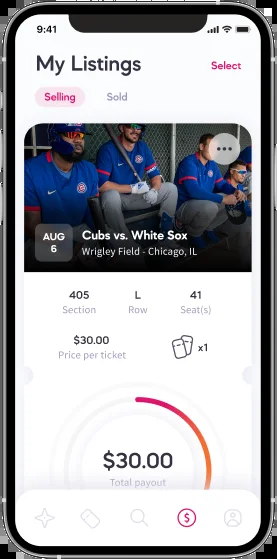 9:41
My Listings
Select
Selling
Sold
AUG
6
Cubs vs. White Sox
Wrigley Field - Chicago, IL
405
L
41
Section
Row
Seat(s)
$30.00
Price per ticket
x1
$30.00
Total payout
$